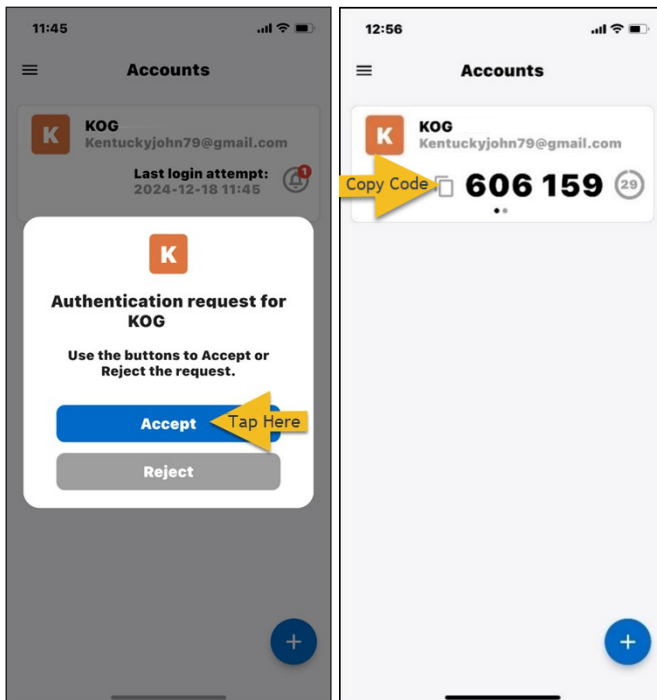 11:45
Accounts
K
KOG
Kentuckyjohn79@gmail.com
Last login attempt:
2024-12-18 11:45
1
K
Authentication request for
KOG
Use the buttons to Accept or
Reject the request.
Accept
Tap Here
Reject
+
12:56
Accounts
K
KOG
Kentuckyjohn79@gmail.com
Copy Code
606 159
29
+